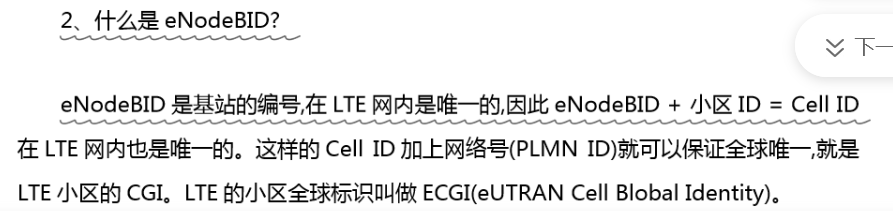 2、什么是 eNodeBID?
下一
eNodeBID 是基站的编号,在 LTE 网内是唯一的,因此 eNodeBID + 小区 ID = Cell ID
在 LTE 网内也是唯一的。这样的 Cell ID 加上网络号(PLMN ID)就可以保证全球唯一,就是
LTE 小区的 CGI。LTE 的小区全球标识叫做 ECGI(eUTRAN Cell Blobal Identity)。